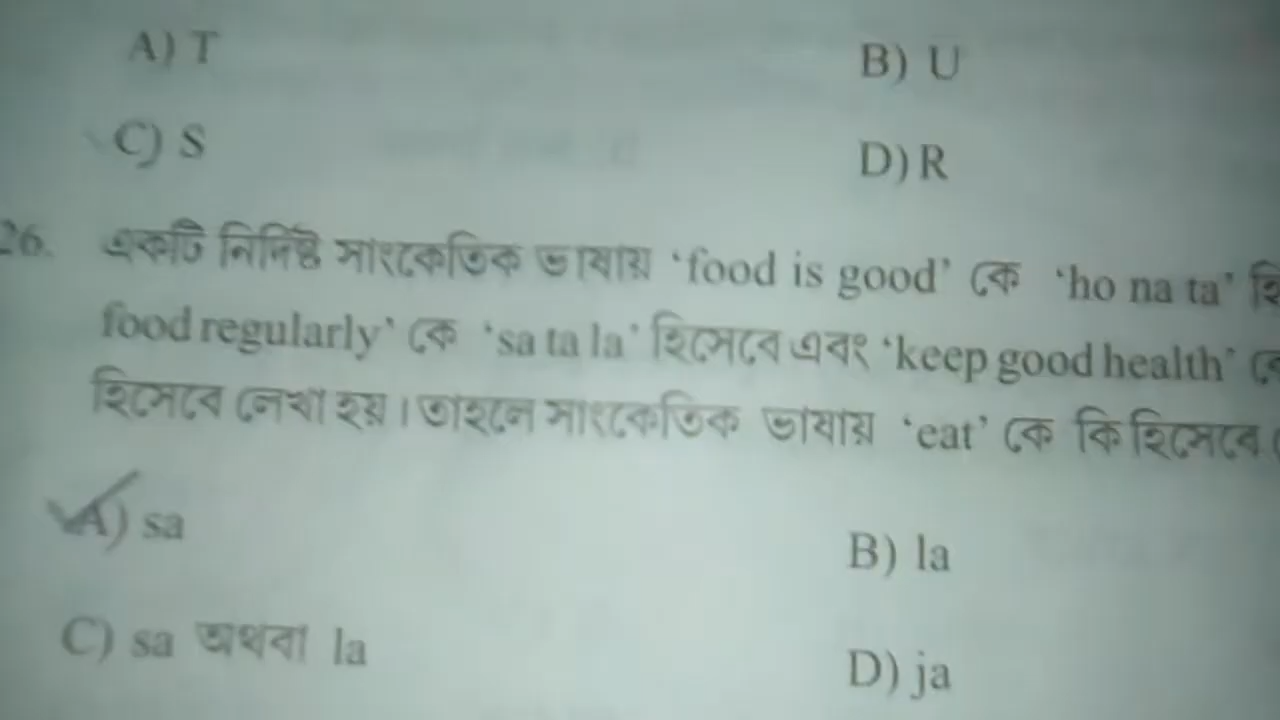 A) T B) U
C) S D) R
26. একটি নির্দিষ্ট সাংকেতিক ভাষায় ‘food is good’ কে ‘ho na ta’ হি
food regularly’ কে ‘sa ta la’ হিসেবে এবং ‘keep good health’ কে
হিসেবে লেখা হয়। তাহলে সাংকেতিক ভাষায় ‘eat’ কে কি হিসেবে
A) sa B) la
C) sa অথবা la D) ja